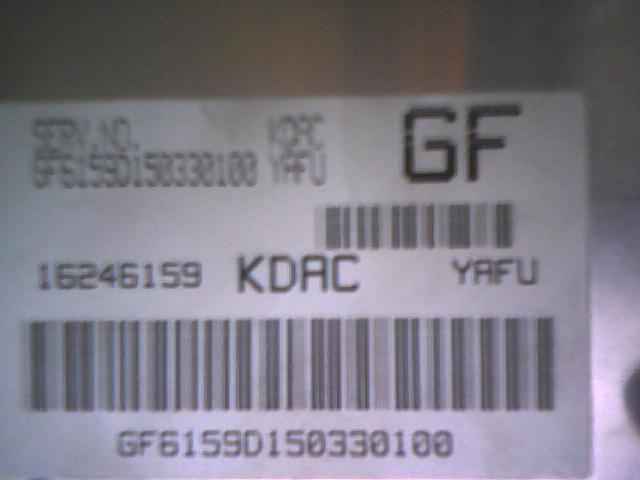 SERV.NO. KDAC GF
GF6159D150330100 YAFU
16246159 KDAC YAFU
GF6159D150330100